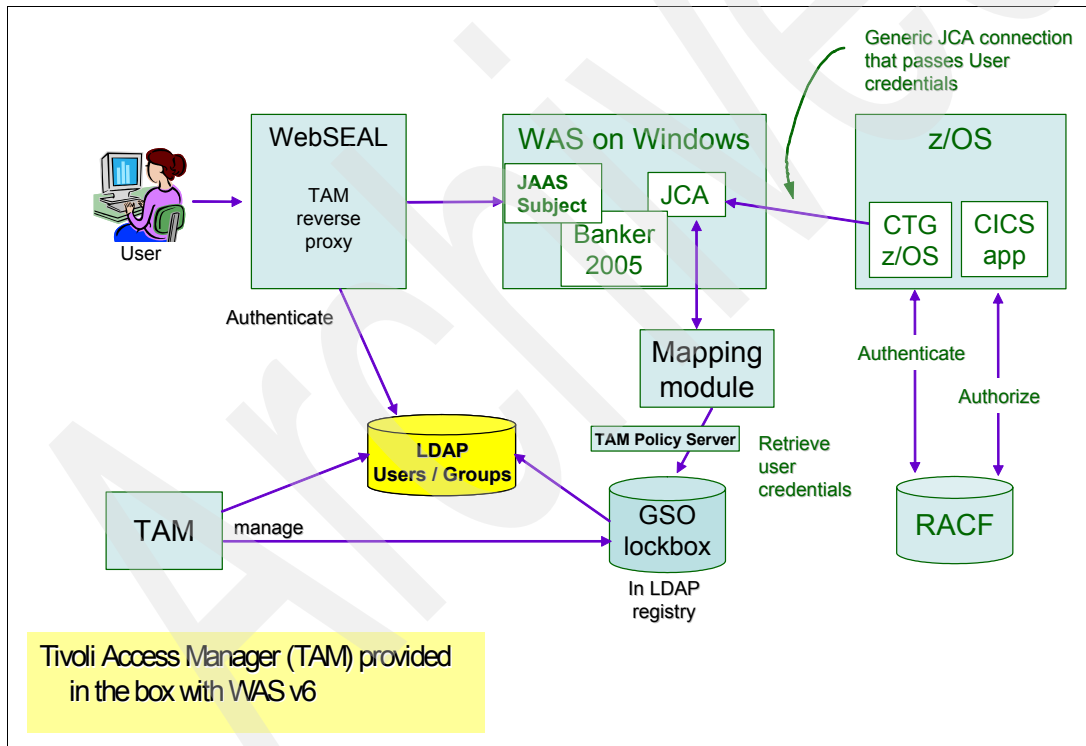 Generic JCA connection
that passes User
credentials
WebSEAL
TAM
reverse
proxy
WAS on Windows
JAAS
Subject
JCA
Banker
2005
z/OS
CTG
z/OS
CICS
app
User
Authenticate
Mapping
module
TAM Policy Server
Retrieve
user
credentials
Authenticate
Authorize
LDAP
Users / Groups
TAM
manage
GSO
lockbox
In LDAP
registry
RACF
Tivoli Access Manager (TAM) provided
in the box with WAS v6
Archive